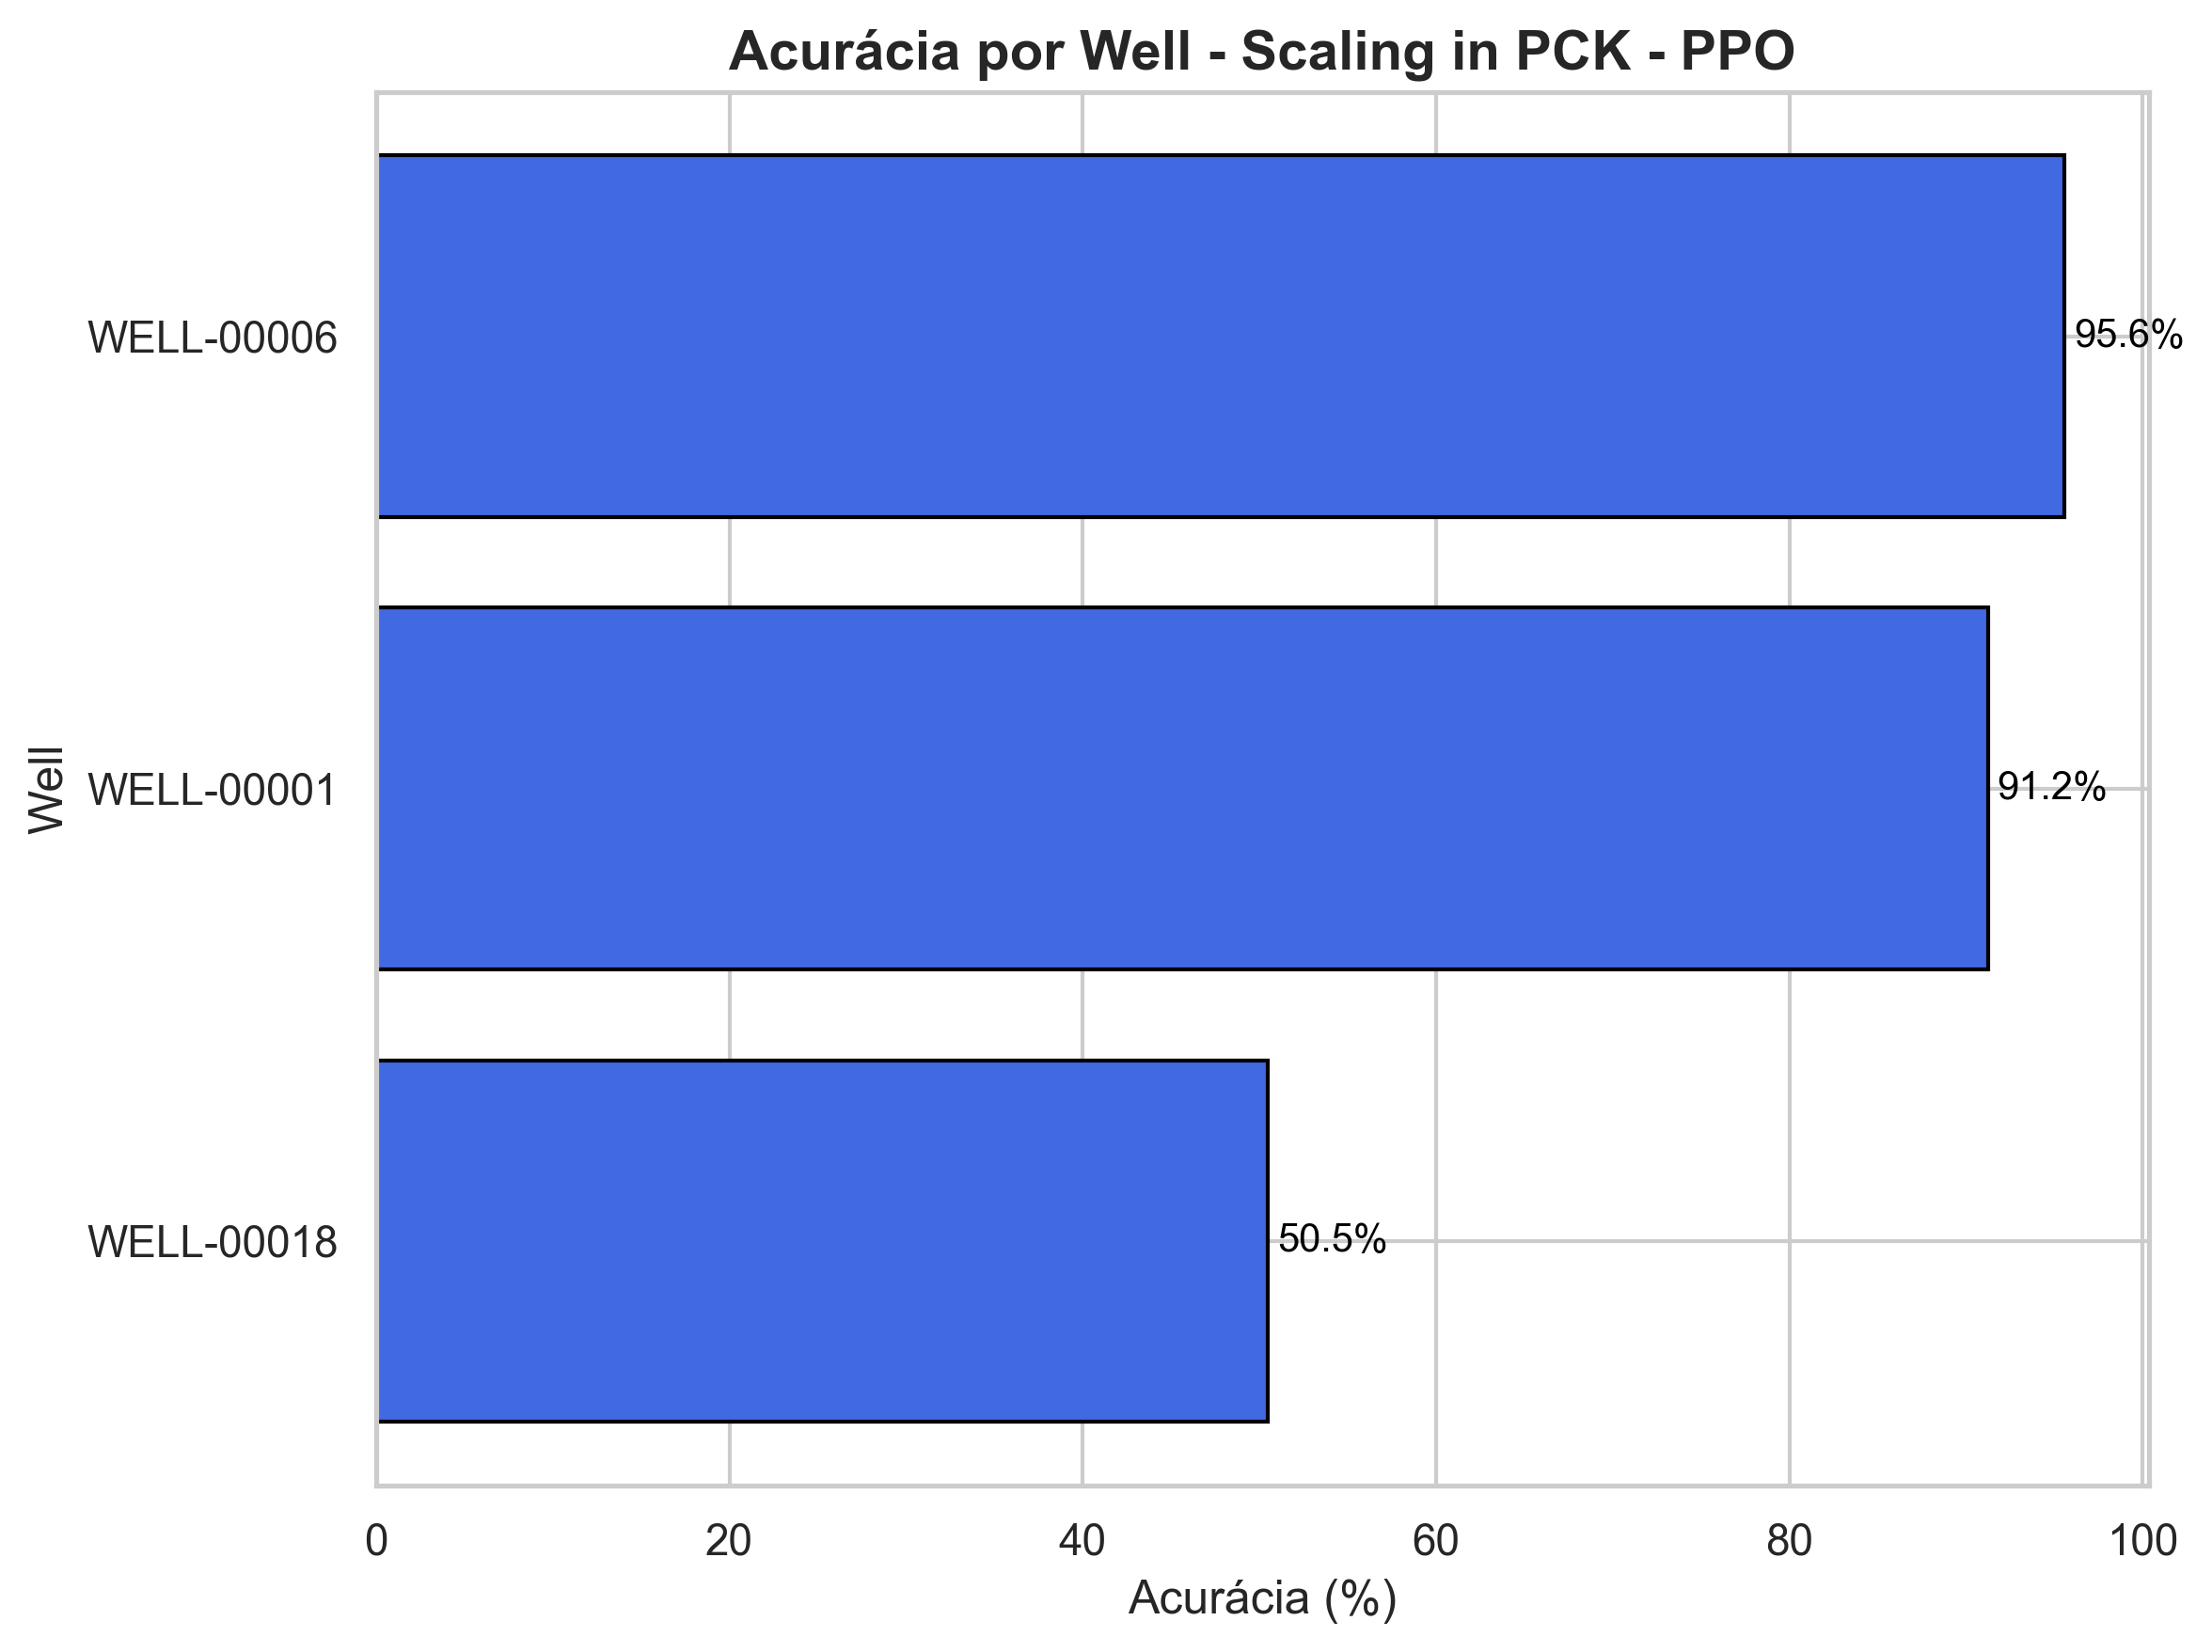 Acurácia por Well - Scaling in PCK - PPO
WELL-00006
95.6%
WELL-00001
91.2%
WELL-00018
50.5%
Well
0 20 40 60 80 100
Acurácia (%)